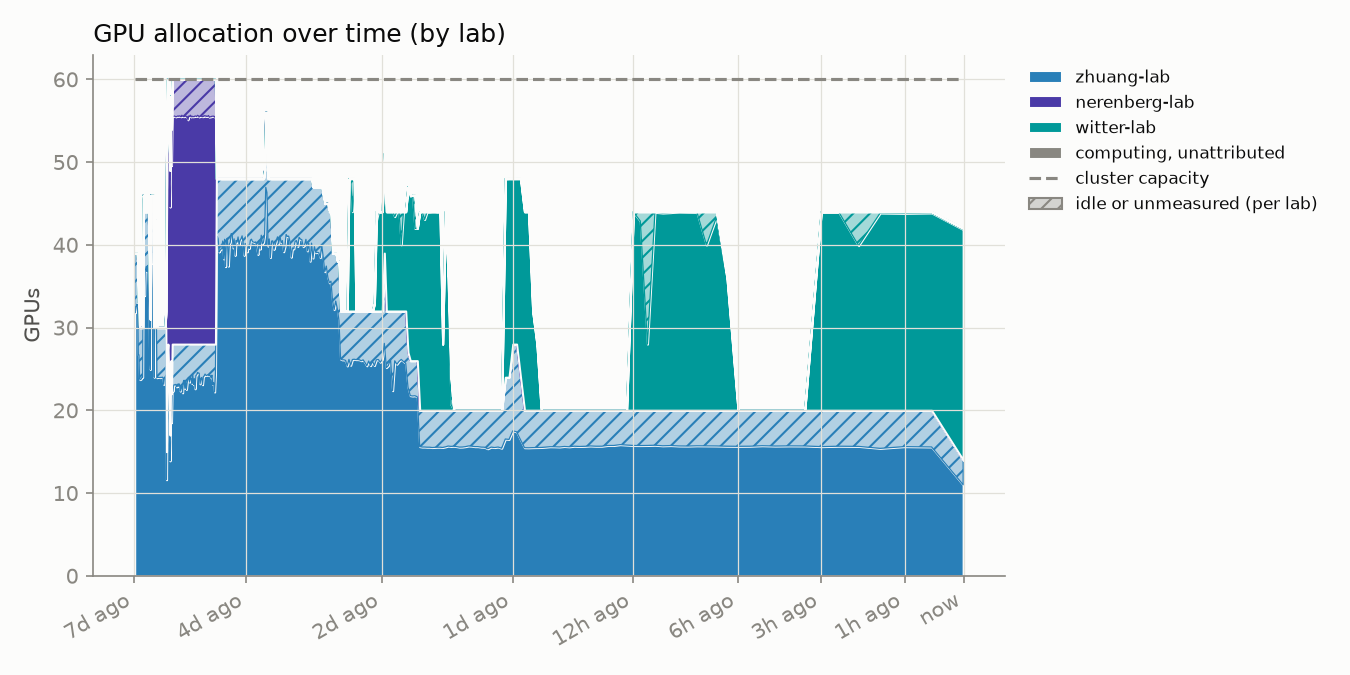 GPU allocation over time (by lab)
GPUs
60
50
40
30
20
10
0
7d ago
4d ago
2d ago
1d ago
12h ago
6h ago
3h ago
1h ago
now
zhuang-lab
nerenberg-lab
witter-lab
computing, unattributed
cluster capacity
idle or unmeasured (per lab)